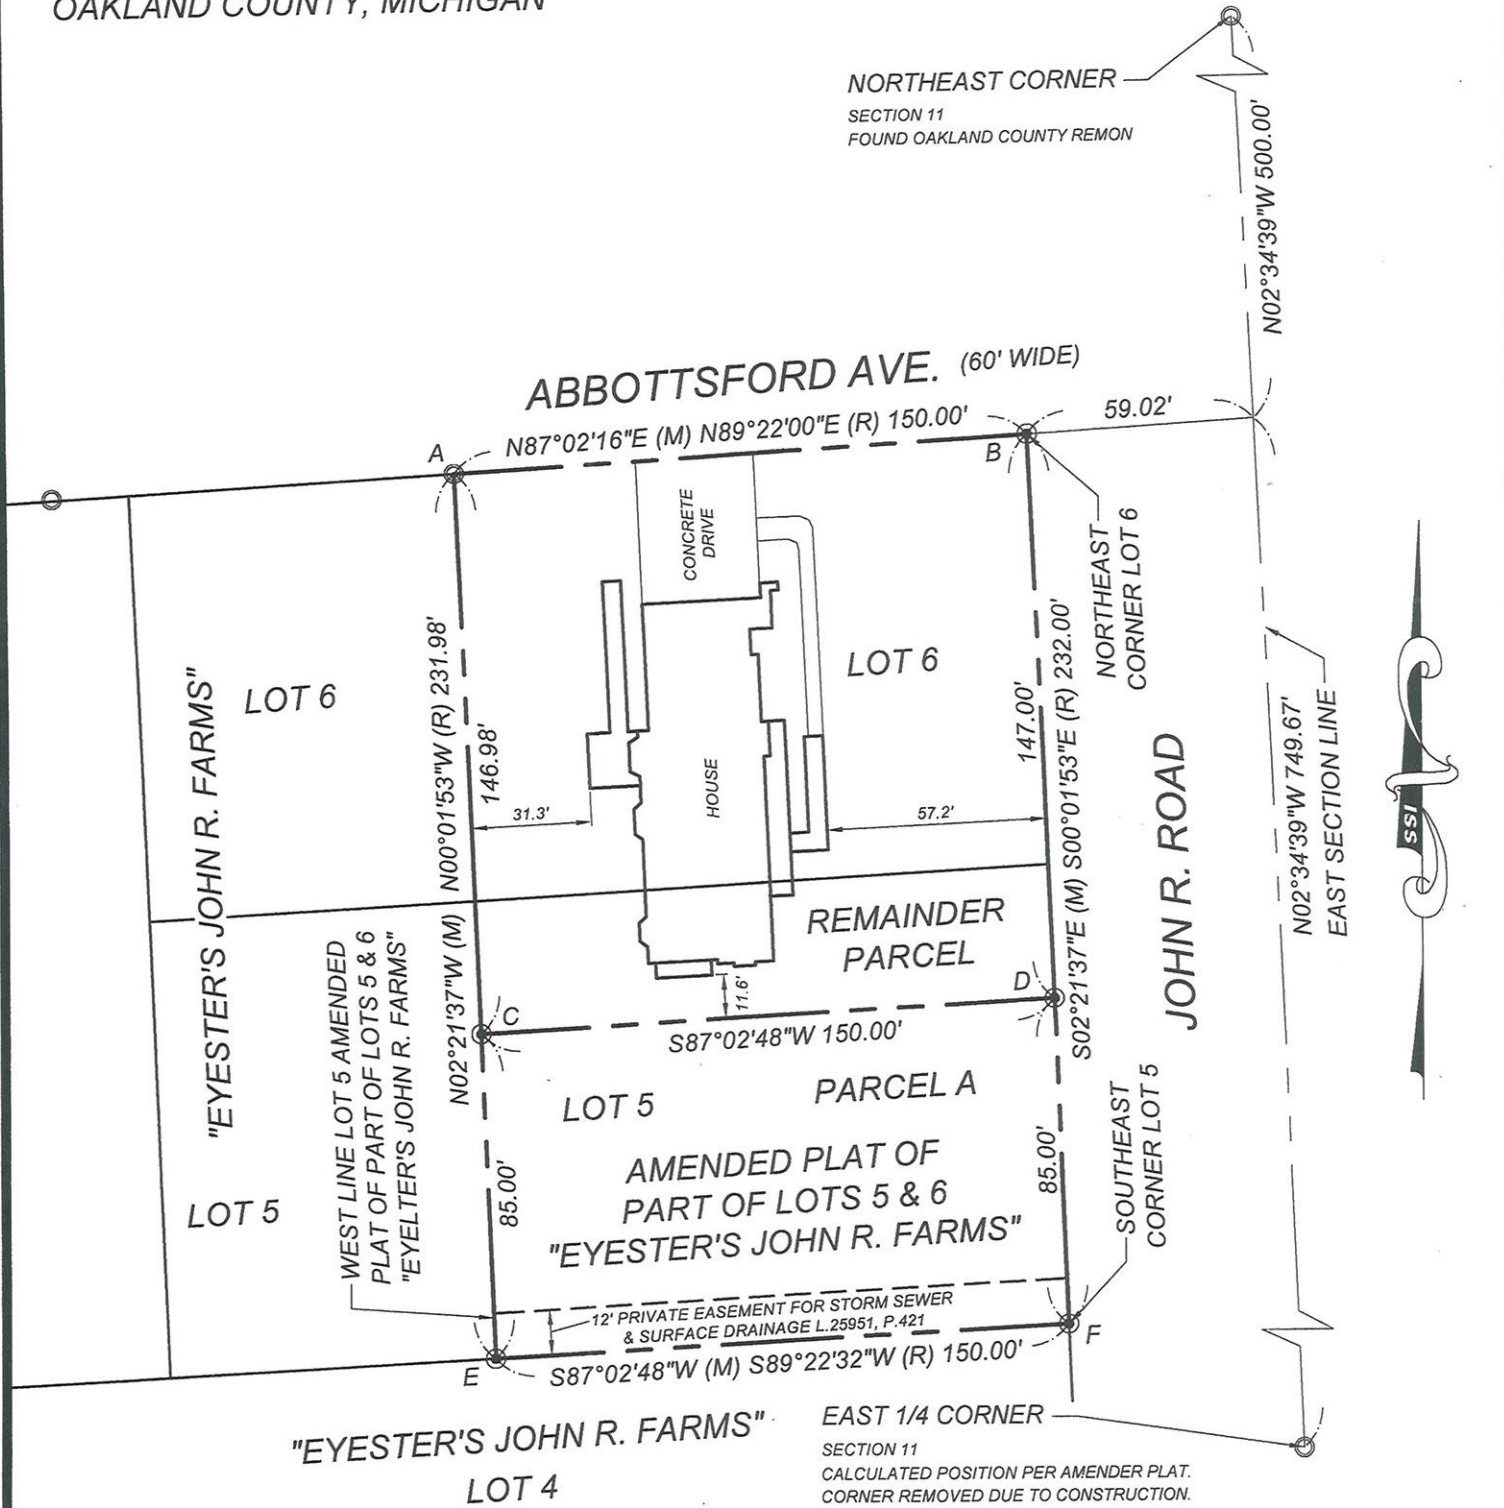 OAKLAND COUNTY, MICHIGAN
NORTHEAST CORNER
SECTION 11
FOUND OAKLAND COUNTY REMON
N02°34'39"W 500.00'
ABBOTTSFORD AVE. (60' WIDE)
N87°02'16"E (M) N89°22'00"E (R) 150.00'
59.02'
A
B
CONCRETE
DRIVE
NORTHEAST
CORNER LOT 6
LOT 6
LOT 6
"EYESTER'S JOHN R. FARMS"
N02°21'37"W (M) N00°01'53"W (R) 231.98'
146.98'
31.3'
HOUSE
57.2'
147.00'
S02°21'37"E (M) S00°01'53"E (R) 232.00'
JOHN R. ROAD
N02°34'39"W 749.67'
EAST SECTION LINE
ISS
REMAINDER
PARCEL
11.6'
C
D
S87°02'48"W 150.00'
WEST LINE LOT 5 AMENDED
PLAT OF PART OF LOTS 5 & 6
"EYELTER'S JOHN R. FARMS"
LOT 5
PARCEL A
LOT 5
85.00'
AMENDED PLAT OF
PART OF LOTS 5 & 6
"EYESTER'S JOHN R. FARMS"
85.00'
SOUTHEAST
CORNER LOT 5
12' PRIVATE EASEMENT FOR STORM SEWER
& SURFACE DRAINAGE L.25951, P.421
E
F
S87°02'48"W (M) S89°22'32"W (R) 150.00'
"EYESTER'S JOHN R. FARMS"
LOT 4
EAST 1/4 CORNER
SECTION 11
CALCULATED POSITION PER AMENDER PLAT.
CORNER REMOVED DUE TO CONSTRUCTION.